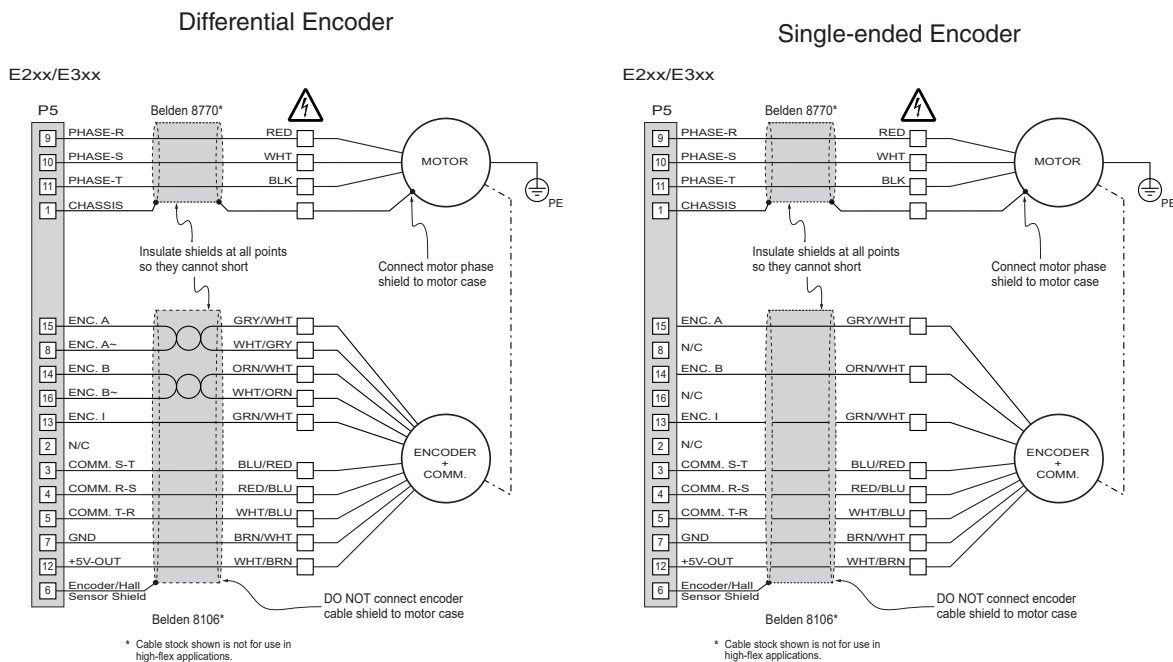 Differential Encoder
E2xx/E3xx
P5
Belden 8770*
9 PHASE-R RED
10 PHASE-S WHT
11 PHASE-T BLK
1 CHASSIS
MOTOR
PE
Insulate shields at all points
so they cannot short
Connect motor phase
shield to motor case
15 ENC. A GRY/WHT
8 ENC. A~ WHT/GRY
14 ENC. B ORN/WHT
16 ENC. B~ WHT/ORN
13 ENC. I GRN/WHT
2 N/C
3 COMM. S-T BLU/RED
4 COMM. R-S RED/BLU
5 COMM. T-R WHT/BLU
7 GND BRN/WHT
12 +5V-OUT WHT/BRN
6 Encoder/Hall
Sensor Shield
ENCODER
+
COMM.
DO NOT connect encoder
cable shield to motor case
Belden 8106*
* Cable stock shown is not for use in
high-flex applications.
Single-ended Encoder
E2xx/E3xx
P5
Belden 8770*
9 PHASE-R RED
10 PHASE-S WHT
11 PHASE-T BLK
1 CHASSIS
MOTOR
PE
Insulate shields at all points
so they cannot short
Connect motor phase
shield to motor case
15 ENC. A GRY/WHT
8 N/C
14 ENC. B ORN/WHT
16 N/C
13 ENC. I GRN/WHT
2 N/C
3 COMM. S-T BLU/RED
4 COMM. R-S RED/BLU
5 COMM. T-R WHT/BLU
7 GND BRN/WHT
12 +5V-OUT WHT/BRN
6 Encoder/Hall
Sensor Shield
ENCODER
+
COMM.
DO NOT connect encoder
cable shield to motor case
Belden 8106*
* Cable stock shown is not for use in
high-flex applications.